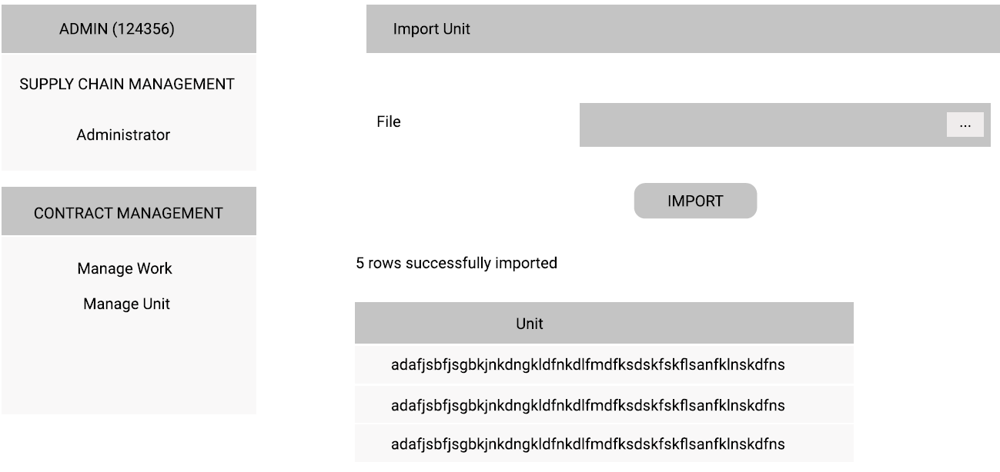 ADMIN (124356)
SUPPLY CHAIN MANAGEMENT
Administrator
CONTRACT MANAGEMENT
Manage Work
Manage Unit
Import Unit
File
...
IMPORT
5 rows successfully imported
Unit
adafjsbfjsgbkjnkdngkldfnkdlfmdfksdskfskflsanfklnskdfns
adafjsbfjsgbkjnkdngkldfnkdlfmdfksdskfskflsanfklnskdfns
adafjsbfjsgbkjnkdngkldfnkdlfmdfksdskfskflsanfklnskdfns